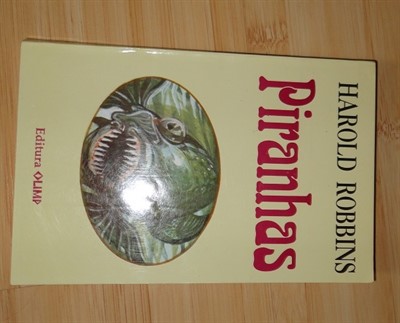 HAROLD ROBBINS
Piranhas
Editura OLIMP